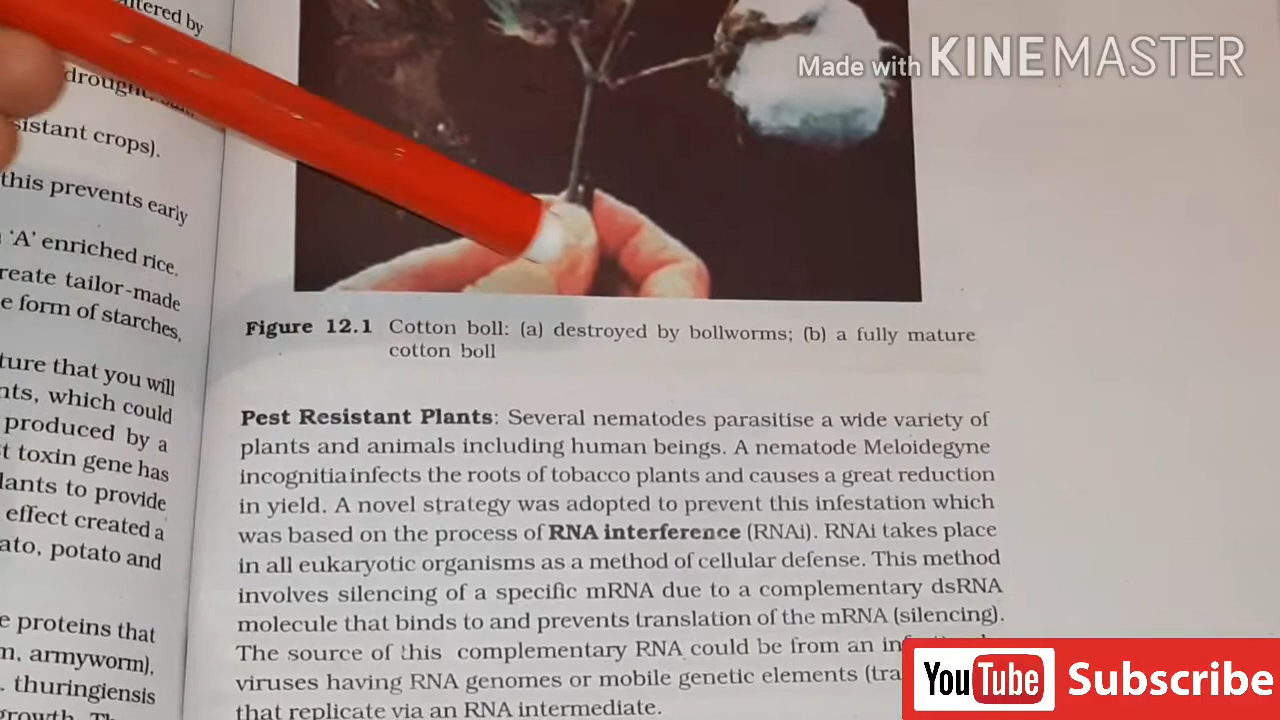 Made with KINEMASTER
tered by
drought,
sistant crops).
this prevents early
'A' enriched rice.
reate tailor-made
e form of starches,
ture that you will
nts, which could
produced by a
t toxin gene has
lants to provide
effect created a
ato, potato and
e proteins that
m, armyworm),
. thuringiensis
Figure 12.1 Cotton boll: (a) destroyed by bollworms; (b) a fully mature
cotton boll
Pest Resistant Plants: Several nematodes parasitise a wide variety of
plants and animals including human beings. A nematode Meloidegyne
incognitia infects the roots of tobacco plants and causes a great reduction
in yield. A novel strategy was adopted to prevent this infestation which
was based on the process of RNA interference (RNAi). RNAi takes place
in all eukaryotic organisms as a method of cellular defense. This method
involves silencing of a specific mRNA due to a complementary dsRNA
molecule that binds to and prevents translation of the mRNA (silencing).
The source of this complementary RNA could be from an
viruses having RNA genomes or mobile genetic elements (tra
that replicate via an RNA intermediate.
YouTube Subscribe